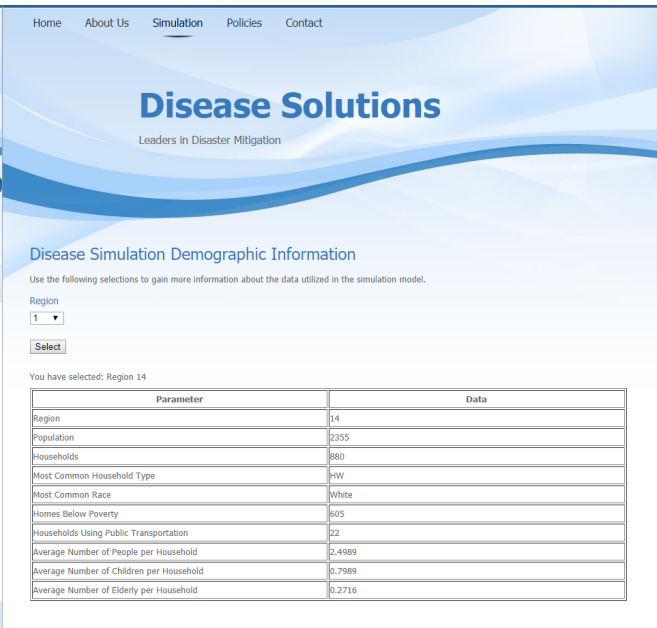 Home About Us Simulation Policies Contact
Disease Solutions
Leaders in Disaster Mitigation
Disease Simulation Demographic Information
Use the following selections to gain more information about the data utilized in the simulation model.
Region
1
Select
You have selected: Region 14
Parameter Data
Region 14
Population 2355
Households 880
Most Common Household Type HW
Most Common Race White
Homes Below Poverty 605
Households Using Public Transportation 22
Average Number of People per Household 2.4989
Average Number of Children per Household 0.7989
Average Number of Elderly per Household 0.2716